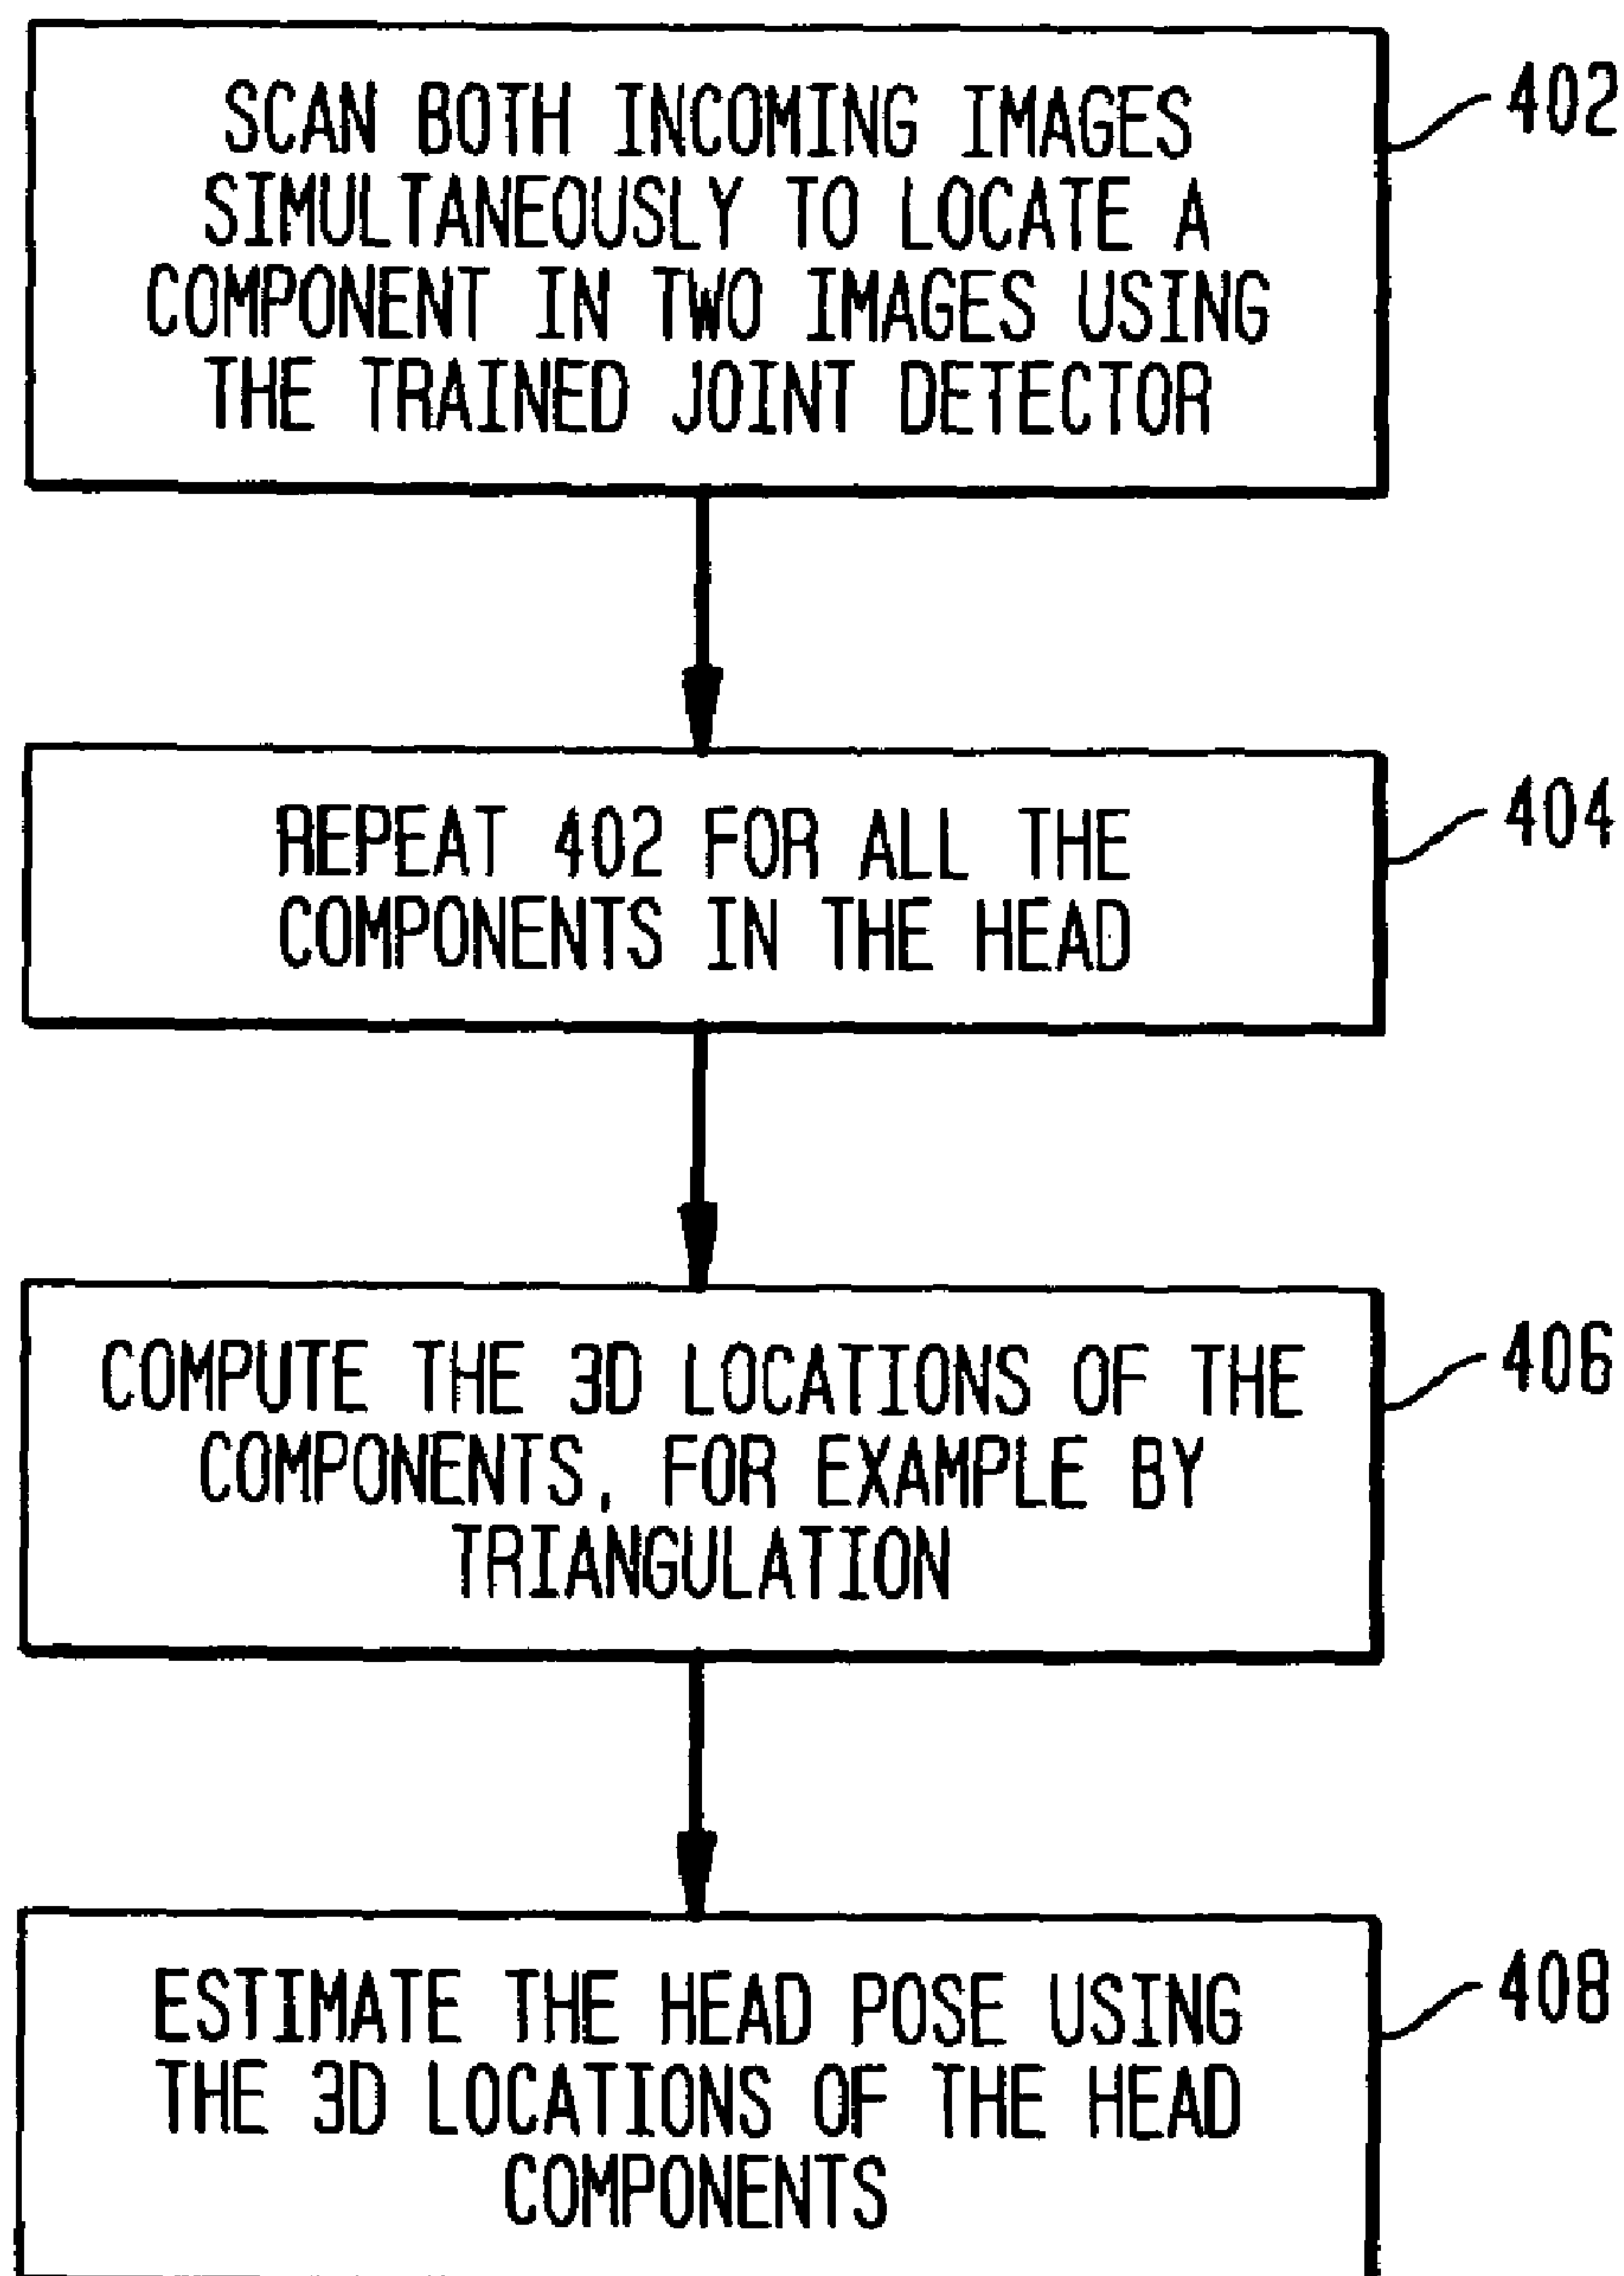 SCAN BOTH INCOMING IMAGES
SIMULTANEOUSLY TO LOCATE A
COMPONENT IN TWO IMAGES USING
THE TRAINED JOINT DETECTOR
402
REPEAT 402 FOR ALL THE
COMPONENTS IN THE HEAD
404
COMPUTE THE 3D LOCATIONS OF THE
COMPONENTS, FOR EXAMPLE BY
TRIANGULATION
406
ESTIMATE THE HEAD POSE USING
THE 3D LOCATIONS OF THE HEAD
COMPONENTS
408